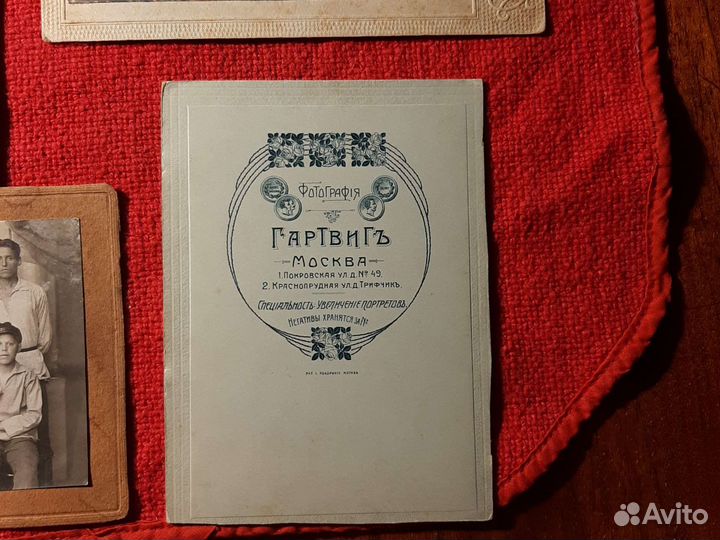 Фотографія
Гартвигъ
Москва
1. Покровская ул. д. № 49.
2. Краснопрудная ул. д. Трифчик.
Спеціальность-Увеличеніе портретовъ.
Негативы хранятся за №
Avito